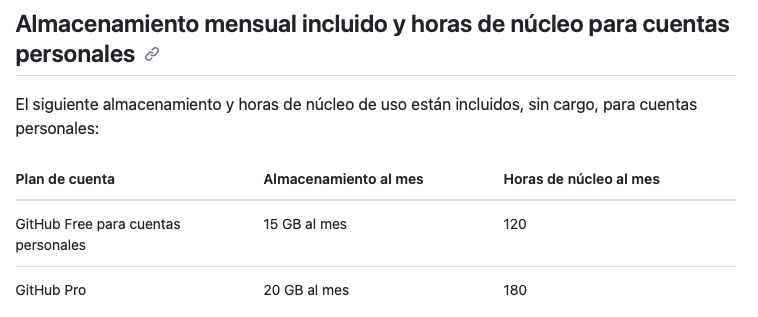 Almacenamiento mensual incluido y horas de núcleo para cuentas
personales
El siguiente almacenamiento y horas de núcleo de uso están incluidos, sin cargo, para cuentas
personales:
Plan de cuenta Almacenamiento al mes Horas de núcleo al mes
GitHub Free para cuentas 15 GB al mes 120
personales
GitHub Pro 20 GB al mes 180